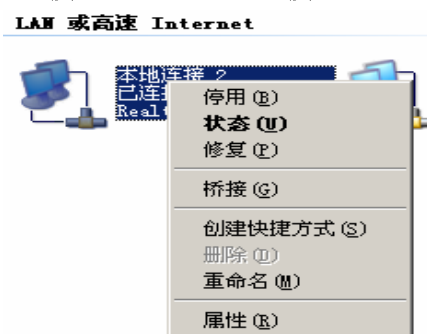 LAN 或高速 Internet
本地连接 2
已连
Real
停用(B)
状态(U)
修复(P)
桥接(G)
创建快捷方式(S)
删除(D)
重命名(M)
属性(R)